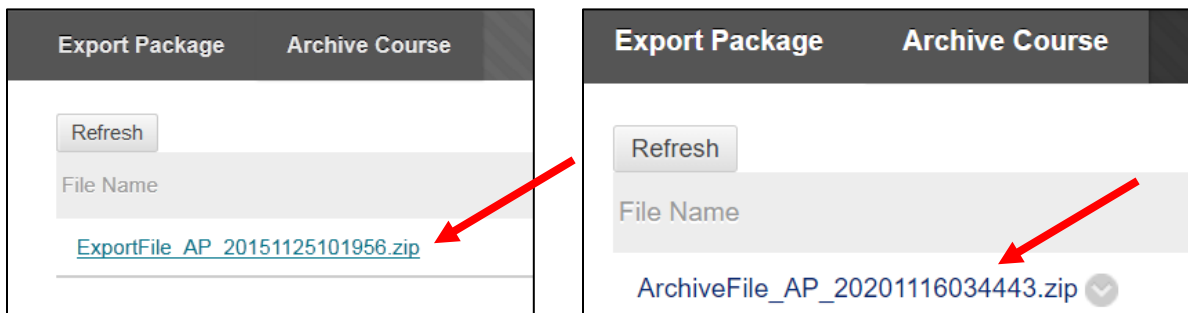 Export Package Archive Course
Refresh
File Name
ExportFile_AP_20151125101956.zip
Export Package Archive Course
Refresh
File Name
ArchiveFile_AP_20201116034443.zip